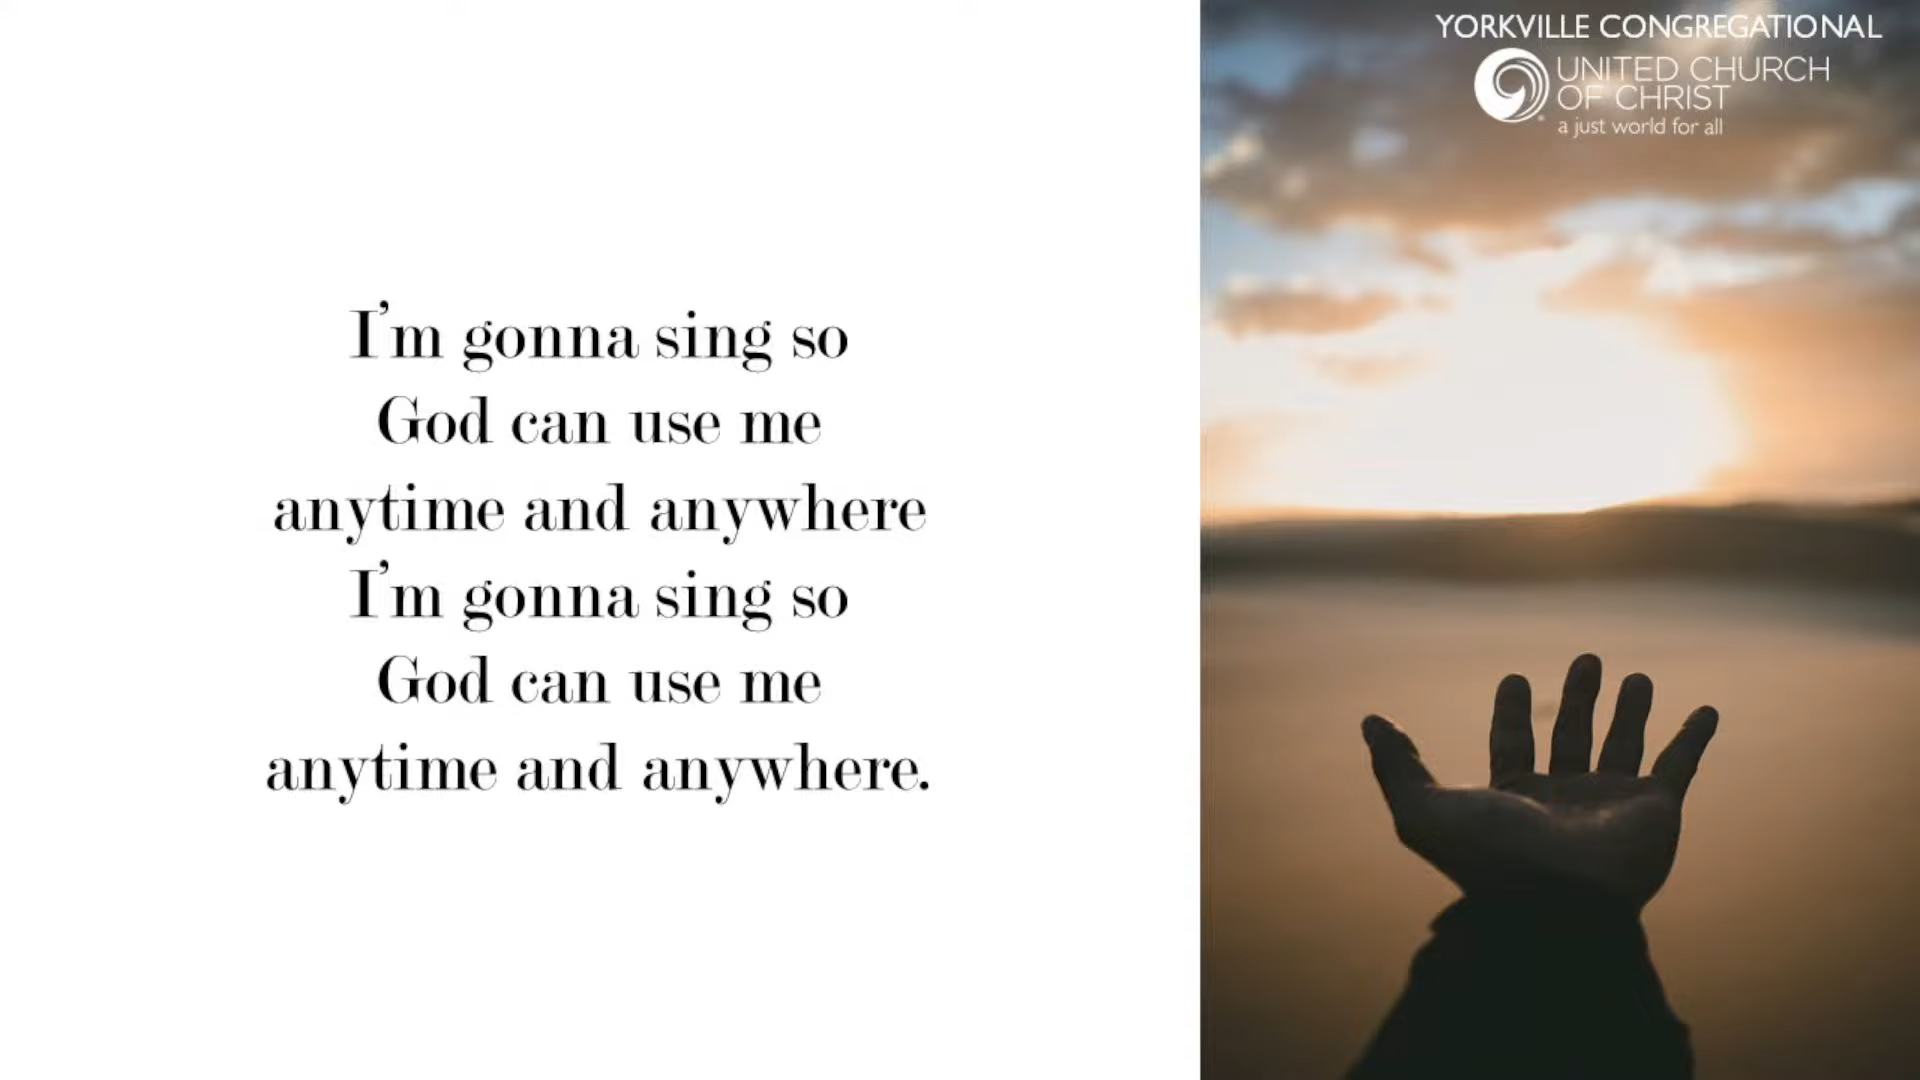 I'm gonna sing so
God can use me
anytime and anywhere
I'm gonna sing so
God can use me
anytime and anywhere.
YORKVILLE CONGREGATIONAL
UNITED CHURCH
OF CHRIST
a just world for all